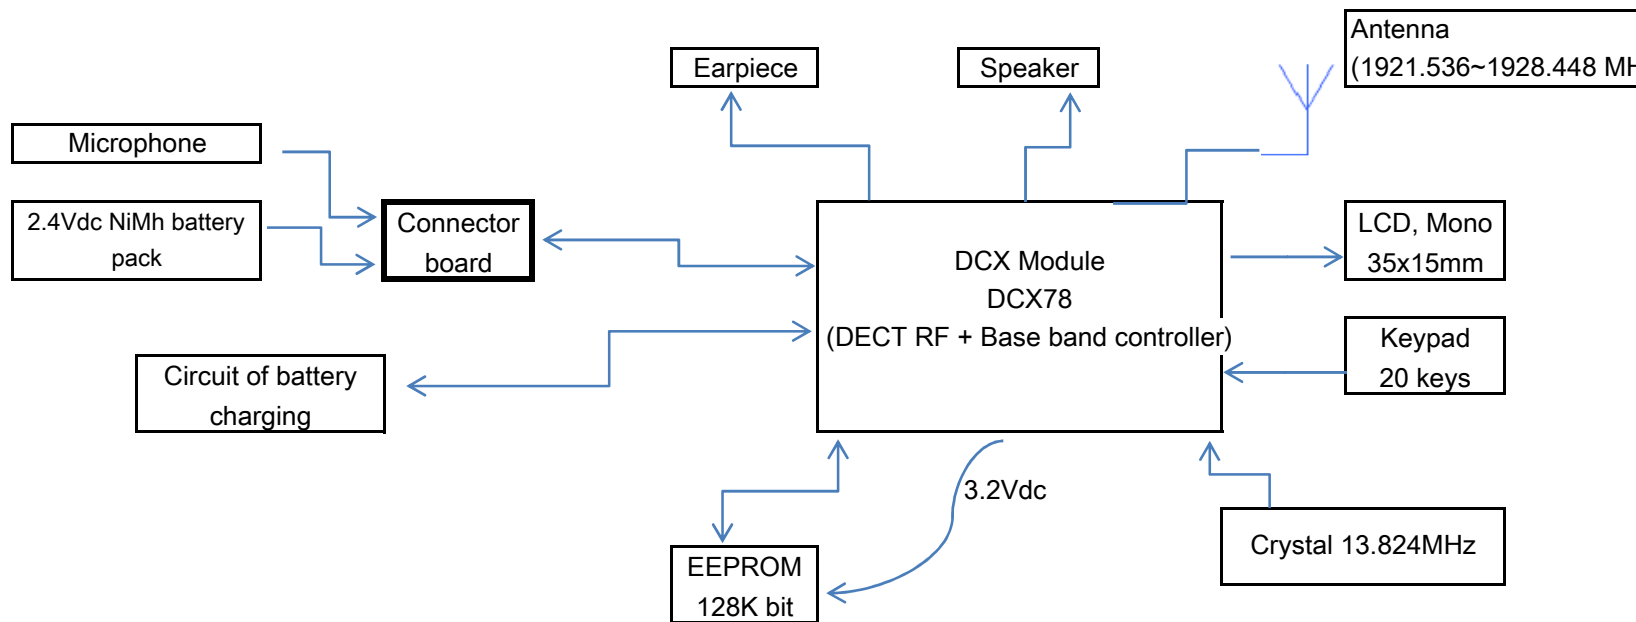 Antenna
(1921.536~1928.448 MH
Earpiece
Speaker
Microphone
2.4Vdc NiMh battery
pack
Connector
board
DCX Module
DCX78
(DECT RF + Base band controller)
LCD, Mono
35x15mm
Keypad
20 keys
Circuit of battery
charging
3.2Vdc
EEPROM
128K bit
Crystal 13.824MHz